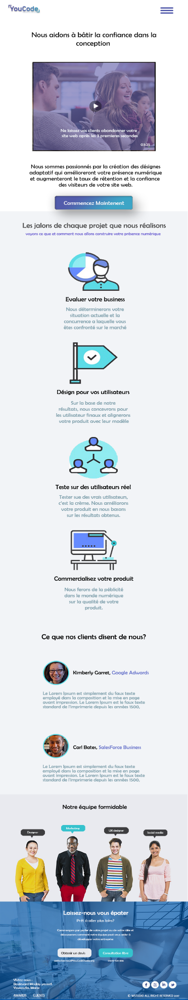 YouCode
Nous aidons à bâtir la confiance dans la
conception
Ne laissez vos clients abondonner votre
site web après les 3 premieres secondes
03:25
Nous sommes passionnés par la création des désignes
adaptatif qui amélioreront votre présence numérique
et augmenteront le taux de rétention et la confiance
des visiteurs de votre site web.
Commencez Maintenent
Les jalons de chaque projet que nous réalisons
voyons ce que et comment nous allons construire votre présence numérique
Evaluer votre business
Nous déterminerons votre
situation actuelle et la
concurrence a laquelle vous
êtes confronté sur le marché
Désign pour vos utilisateurs
Sur la base de notre
résultats, nous concevrons pour
les utilisateur finaux et alignerons
votre produit avec leur modèle
Teste sur des utilisateurs réel
Tester sue des vrais utilisateurs,
c'est la crème. Nous améliorons
votre produit en nous basons
sur les résultats obtenus.
Commercialisez votre produit
Nous ferons de la péblicité
dans le monde numérique
sur la qualité de votre
produit.
Ce que nos clients disent de nous?
Kimberly Garret, Google Adwords
Le Lorem Ipsum est simplement du faux texte
employé dans la composition et la mise en page
avant impression. Le Lorem Ipsum est le faux texte
standard de l'imprimerie depuis les années 1500,
Carl Bates, SalesForce Business
Le Lorem Ipsum est simplement du faux texte
employé dans la composition et la mise en page
avant impression. Le Lorem Ipsum est le faux texte
standard de l'imprimerie depuis les années 1500,
Notre équipe formidable
Designer
Marketing
UX designer
Social media
Laissez-nous vous épater
Prêt à aller plus loins?
Commençons par parler de votre projet ou de votre idée et
découvrons comment notre équipe peut vous aider à
développer votre entreprise
Obtenir un devis
Consultation libre
contactez-nous@YouCodeStudio.org
0600-123-456
Visitez-nous :
Boulevard Moulay youssef,
Youssoufia, Maroc
AWARDS
CLIENTS
© WSTUDIO ALL RIGHT RESERVED 2017